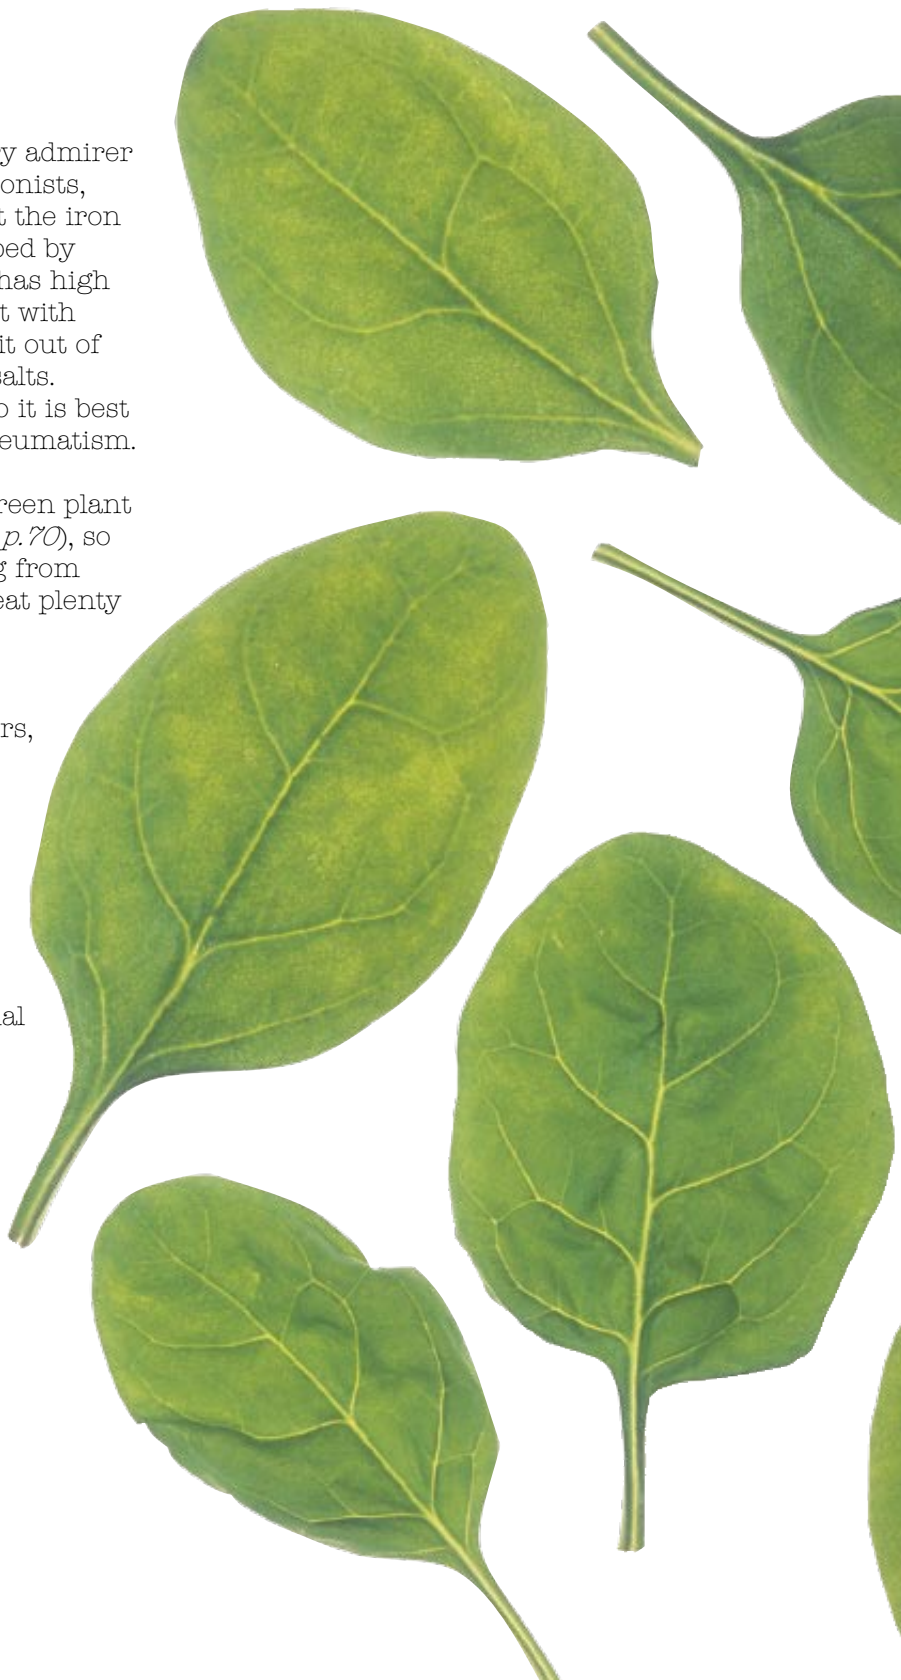 y admirer
onists,
t the iron
bed by
has high
t with
it out of
salts.
o it is best
eumatism.
reen plant
p.70), so
g from
eat plenty
rs,
al